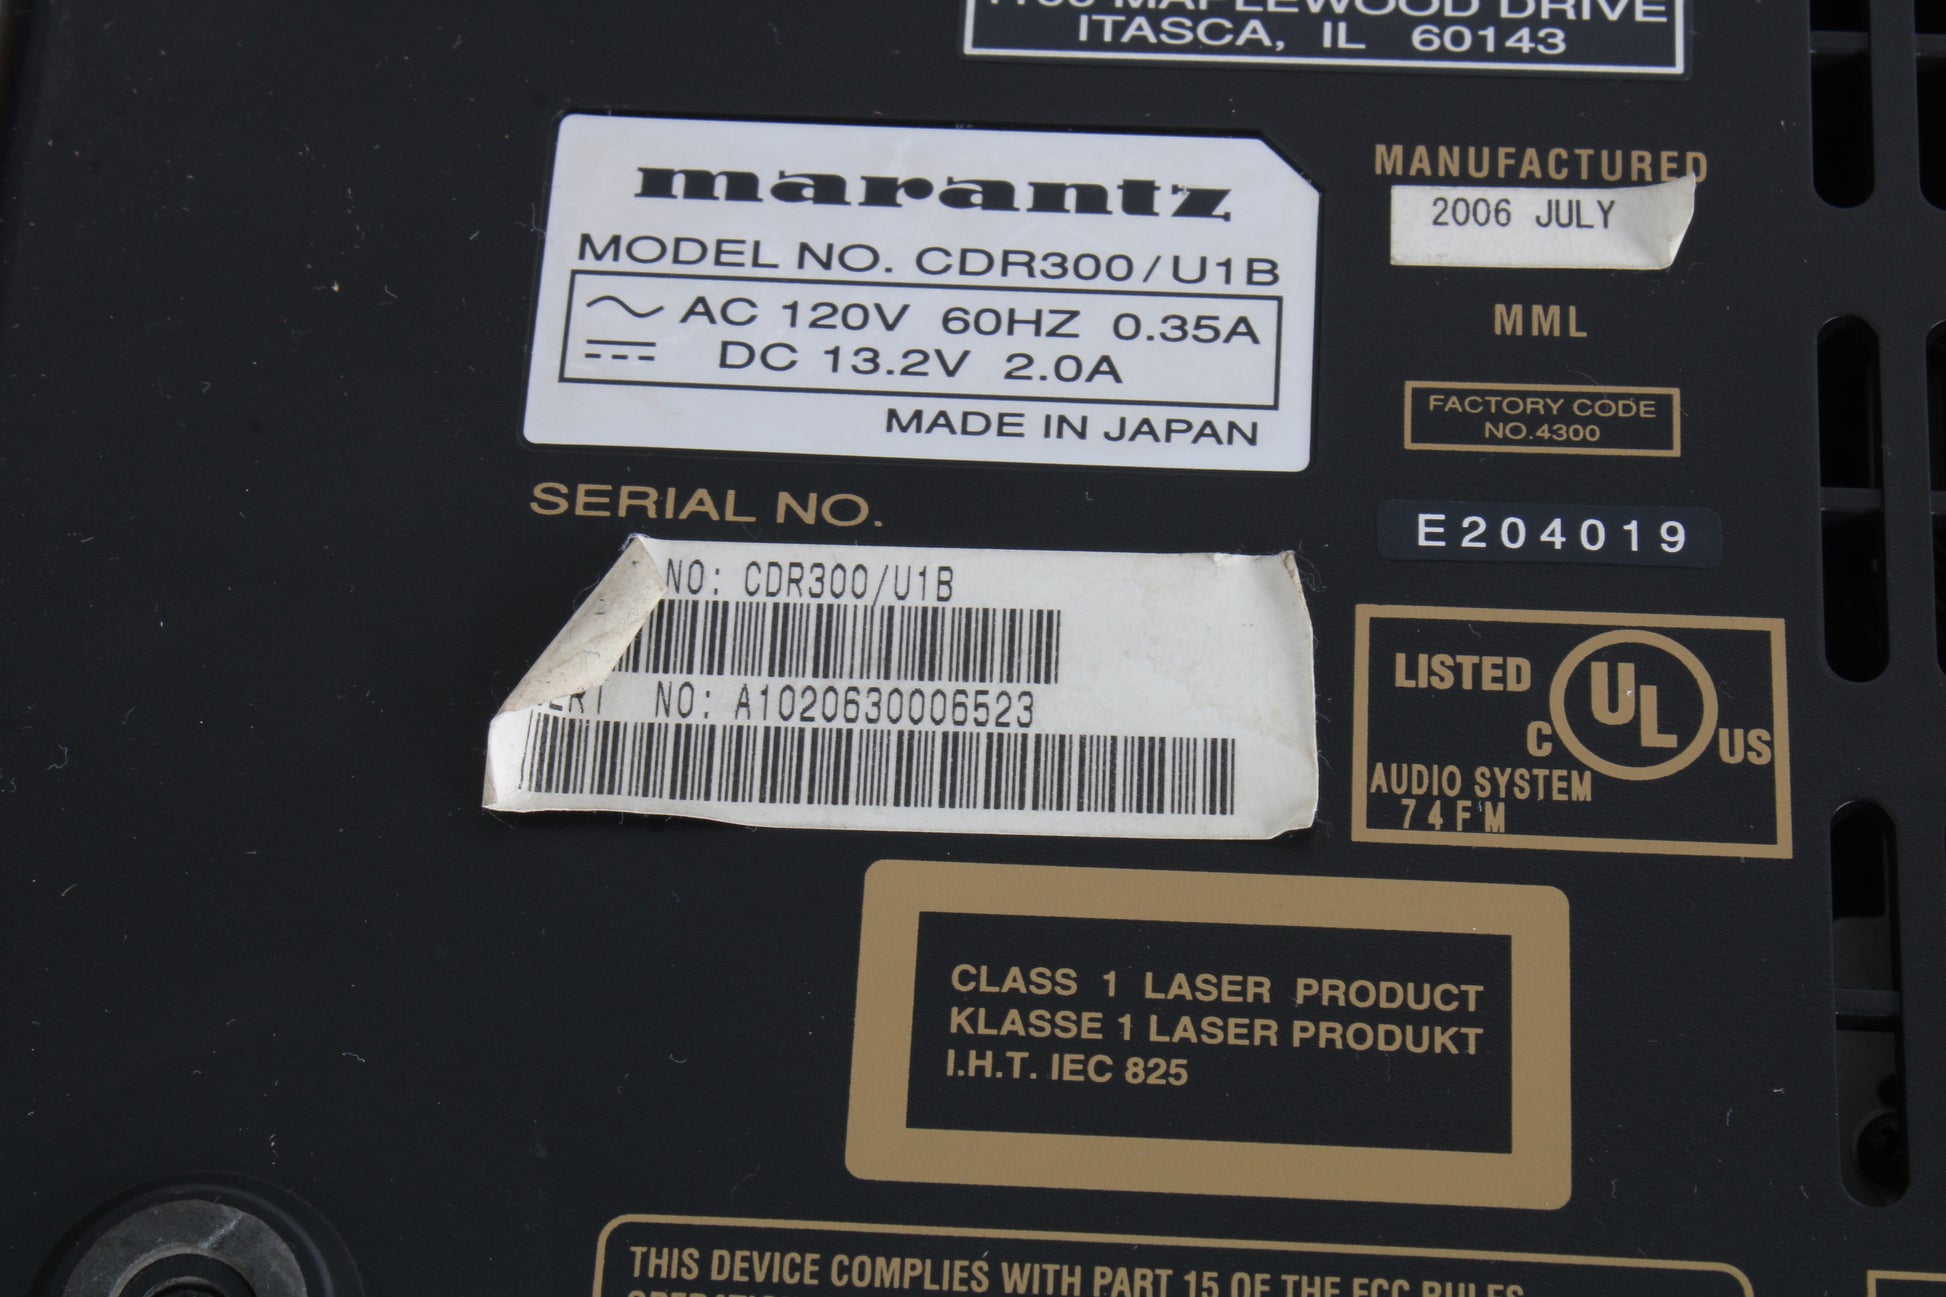 MAPLEWOOD DRIVE
ITASCA, IL 60143
marantz
MODEL NO. CDR300/U1B
AC 120V 60HZ 0.35A
DC 13.2V 2.0A
MADE IN JAPAN
MANUFACTURED
2006 JULY
MML
FACTORY CODE
NO.4300
E204019
SERIAL NO.
NO: CDR300/U1B
NO: A1020630006523
LISTED
C UL US
AUDIO SYSTEM
74FM
CLASS 1 LASER PRODUCT
KLASSE 1 LASER PRODUKT
I.H.T. IEC 825
THIS DEVICE COMPLIES WITH PART 15 OF THE FCC RULES